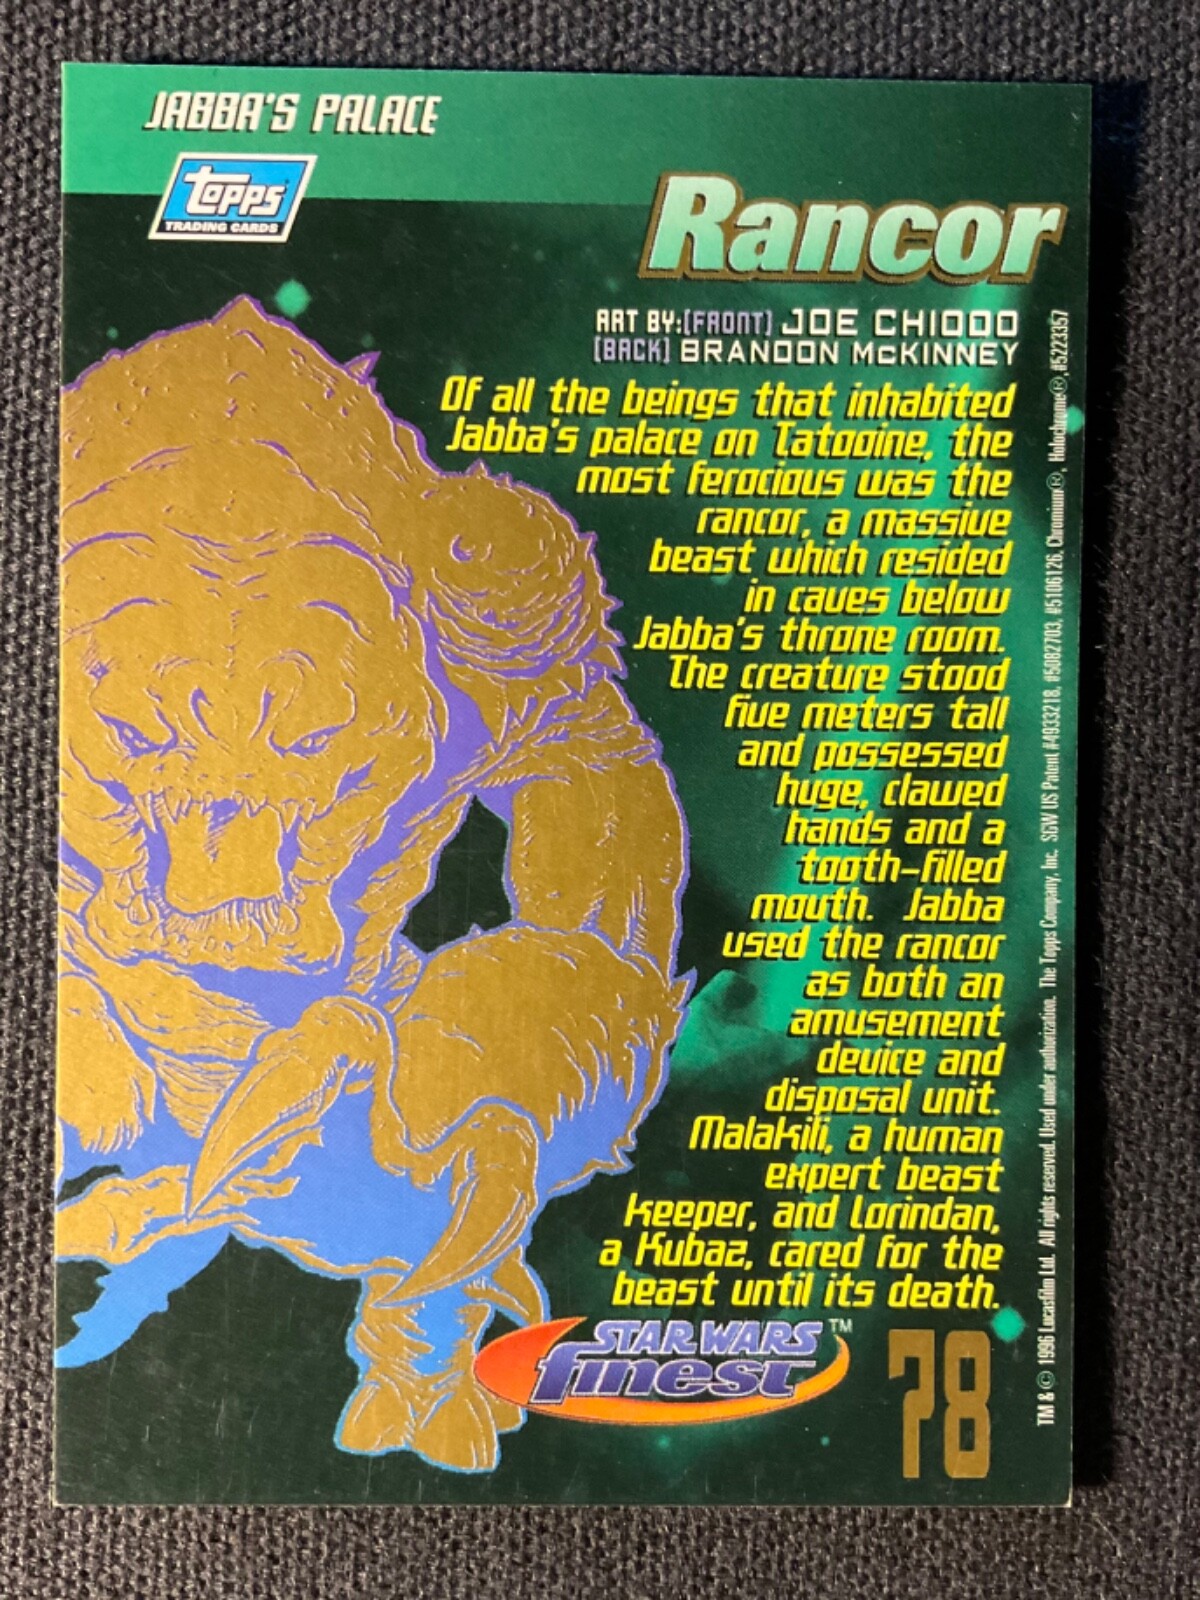 JABBA'S PALACE
topps
TRADING CARDS
Rancor
ART BY:(FRONT) JOE CHIODO
(BACK) BRANDON McKINNEY
Of all the beings that inhabited
Jabba's palace on Tatooine, the
most ferocious was the
rancor, a massive
beast which resided
in caves below
Jabba's throne room.
The creature stood
five meters tall
and possessed
huge, clawed
hands and a
tooth-filled
mouth. Jabba
used the rancor
as both an
amusement
device and
disposal unit.
Malakili, a human
expert beast
keeper, and Lorindan,
a Kubaz, cared for the
beast until its death.
STAR WARS™
finest
78
TM & © 1996 Lucasfilm Ltd. All rights reserved. Used under authorization. The Topps Company, Inc. SGW US Patent #4933218, #5082703, #5106126, Chromium®, Holochrome®,#5223357